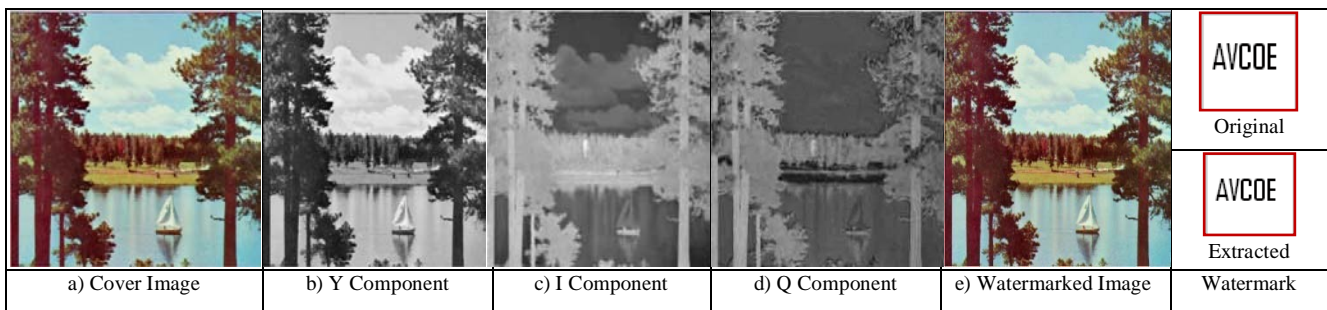 AVCOE
Original
AVCOE
Extracted
a) Cover Image
b) Y Component
c) I Component
d) Q Component
e) Watermarked Image
Watermark